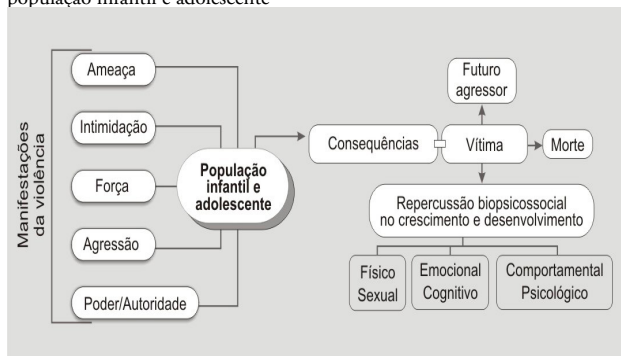 população infantil e adolescente
Manifestações
da violência
Ameaça
Intimidação
Força
Agressão
Poder/Autoridade
População
infantil e
adolescente
Consequências
Vítima
Futuro
agressor
Morte
Repercussão biopsicossocial
no crescimento e desenvolvimento
Físico
Sexual
Emocional
Cognitivo
Comportamental
Psicológico